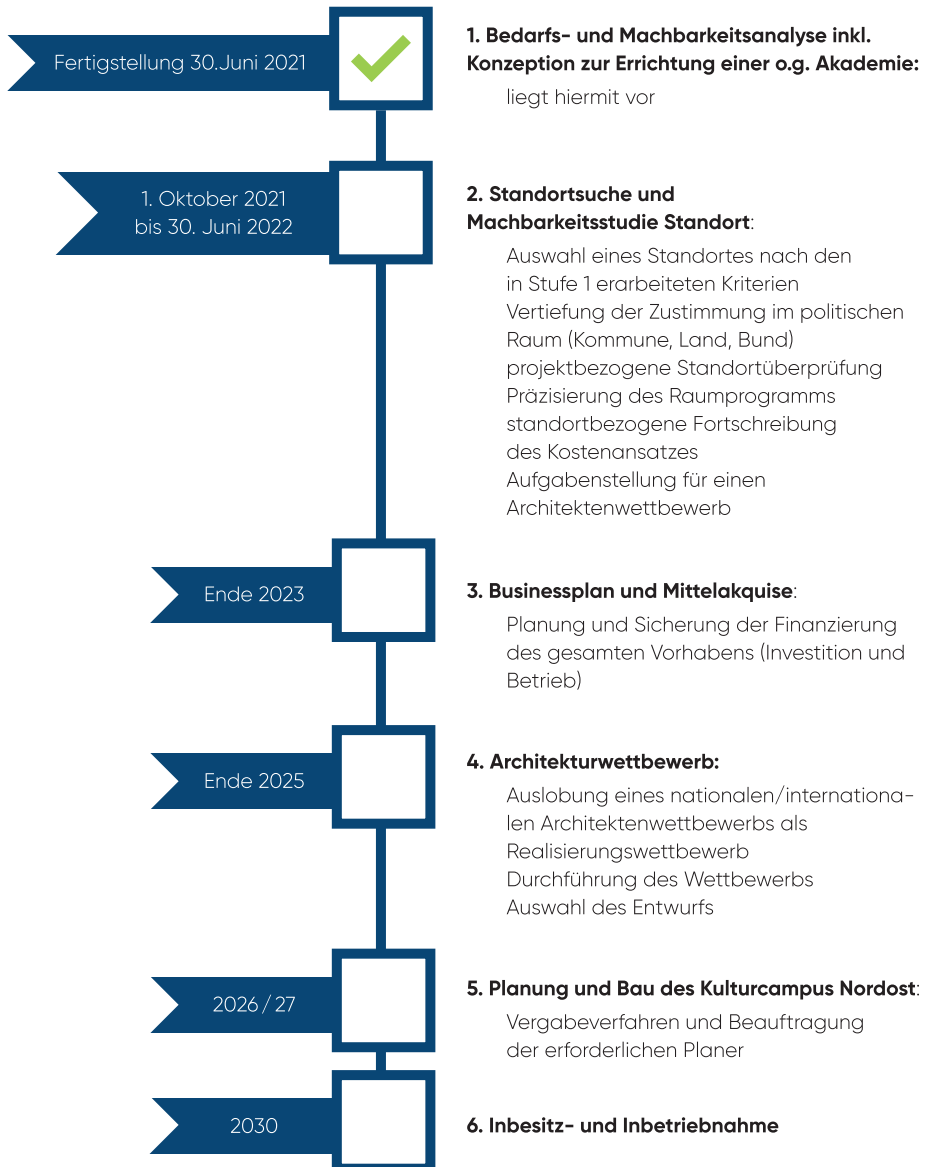 Fertigstellung 30.Juni 2021
1. Bedarfs- und Machbarkeitsanalyse inkl.
Konzeption zur Errichtung einer o.g. Akademie:
liegt hiermit vor
1. Oktober 2021
bis 30. Juni 2022
2. Standortsuche und
Machbarkeitsstudie Standort:
Auswahl eines Standortes nach den
in Stufe 1 erarbeiteten Kriterien
Vertiefung der Zustimmung im politischen
Raum (Kommune, Land, Bund)
projektbezogene Standortüberprüfung
Präzisierung des Raumprogramms
standortbezogene Fortschreibung
des Kostenansatzes
Aufgabenstellung für einen
Architektenwettbewerb
Ende 2023
3. Businessplan und Mittelakquise:
Planung und Sicherung der Finanzierung
des gesamten Vorhabens (Investition und
Betrieb)
Ende 2025
4. Architekturwettbewerb:
Auslobung eines nationalen/internationa-
len Architektenwettbewerbs als
Realisierungswettbewerb
Durchführung des Wettbewerbs
Auswahl des Entwurfs
2026 / 27
5. Planung und Bau des Kulturcampus Nordost:
Vergabeverfahren und Beauftragung
der erforderlichen Planer
2030
6. Inbesitz- und Inbetriebnahme